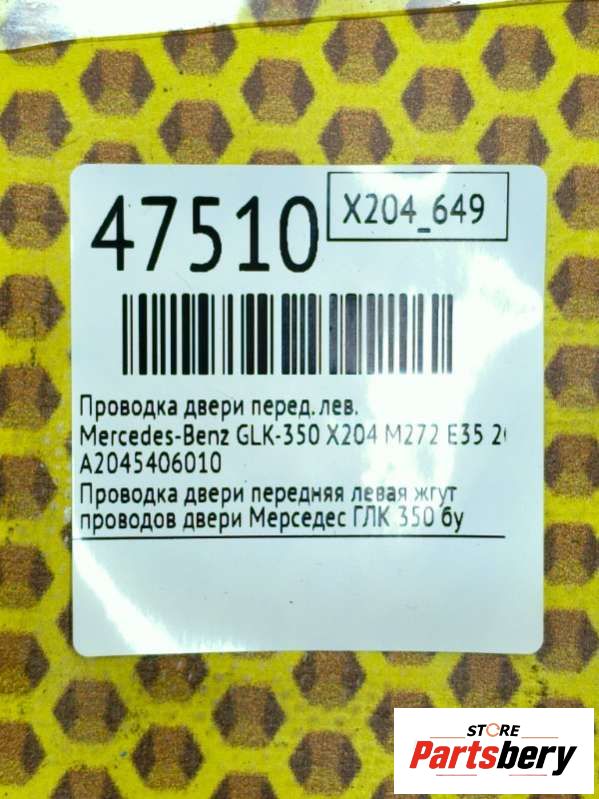 47510
X204_649
Проводка двери перед. лев.
Mercedes-Benz GLK-350 X204 M272 E35
A2045406010
Проводка двери передняя левая жгут
проводов двери Мерседес ГЛК 350 бу
STORE
Partsbery